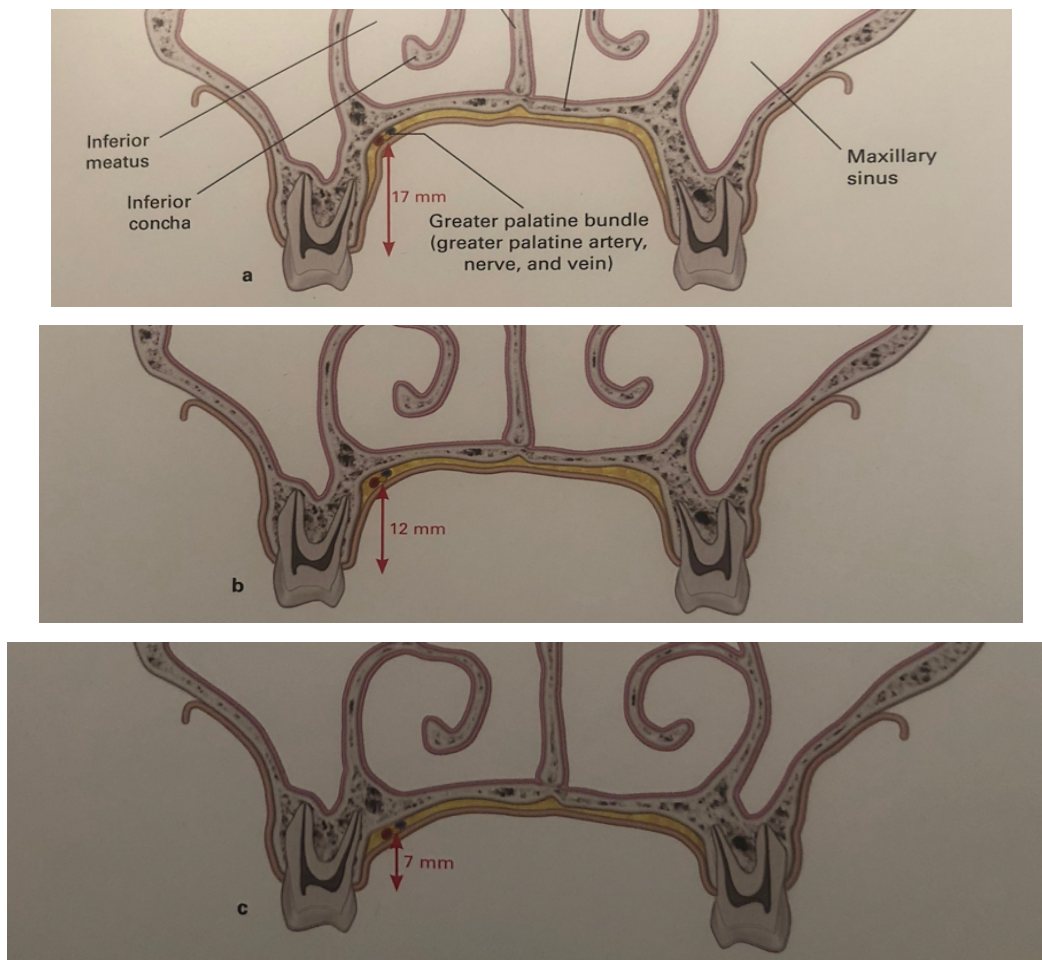 Inferior
meatus
Inferior
concha
17 mm
Greater palatine bundle
(greater palatine artery,
nerve, and vein)
Maxillary
sinus
a
12 mm
b
7 mm
c